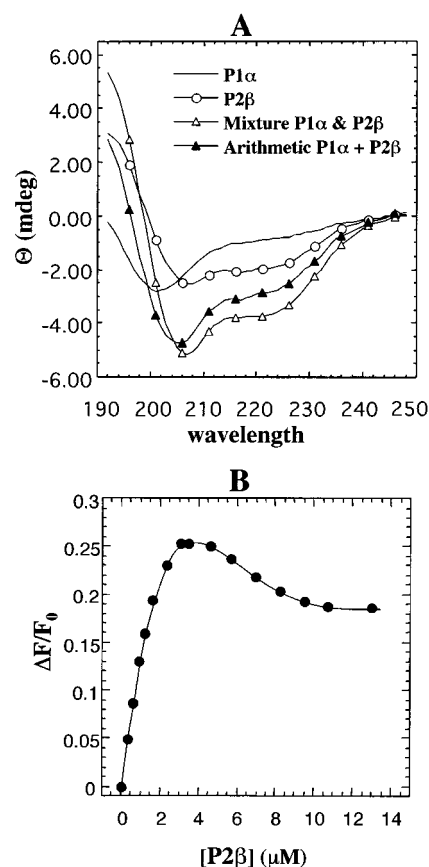 A
6.00
4.00
2.00
0.00
-2.00
-4.00
-6.00
Θ (mdeg)
P1α
P2β
Mixture P1α & P2β
Arithmetic P1α + P2β
190 200 210 220 230 240 250
wavelength
B
0.3
0.25
0.2
0.15
0.1
0.05
0
ΔF/F0
0 2 4 6 8 10 12 14
[P2β] (μM)